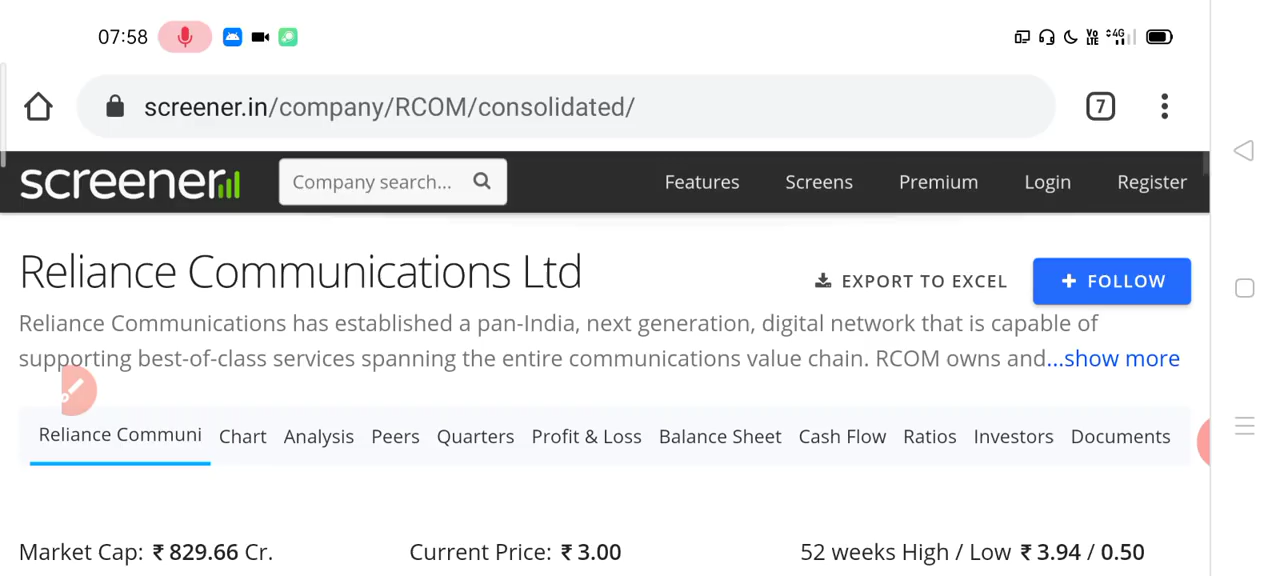 07:58 VO LTE 4G
screener.in/company/RCOM/consolidated/ 7
screener Company search... Features Screens Premium Login Register
Reliance Communications Ltd EXPORT TO EXCEL + FOLLOW
Reliance Communications has established a pan-India, next generation, digital network that is capable of
supporting best-of-class services spanning the entire communications value chain. RCOM owns and...show more
Reliance Communi Chart Analysis Peers Quarters Profit & Loss Balance Sheet Cash Flow Ratios Investors Documents
Market Cap: ₹ 829.66 Cr. Current Price: ₹ 3.00 52 weeks High / Low ₹ 3.94 / 0.50